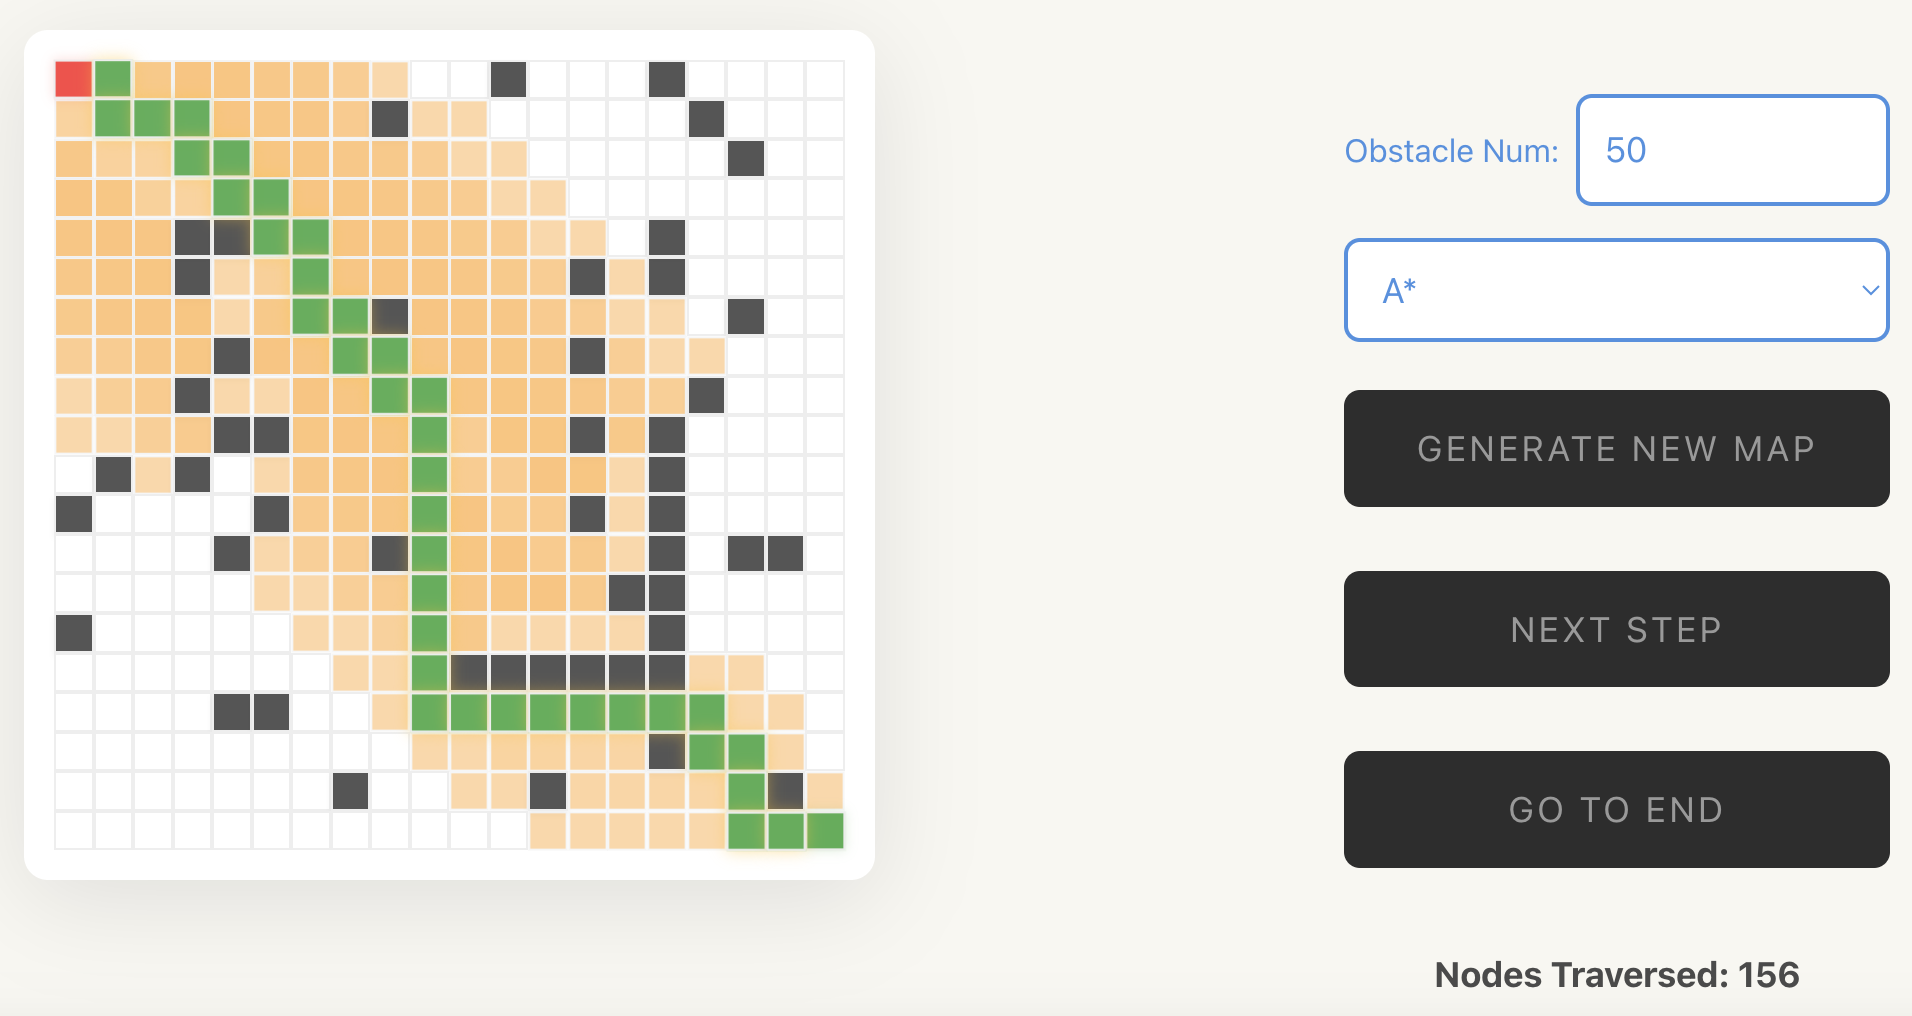 Obstacle Num: 50
A*
GENERATE NEW MAP
NEXT STEP
GO TO END
Nodes Traversed: 156